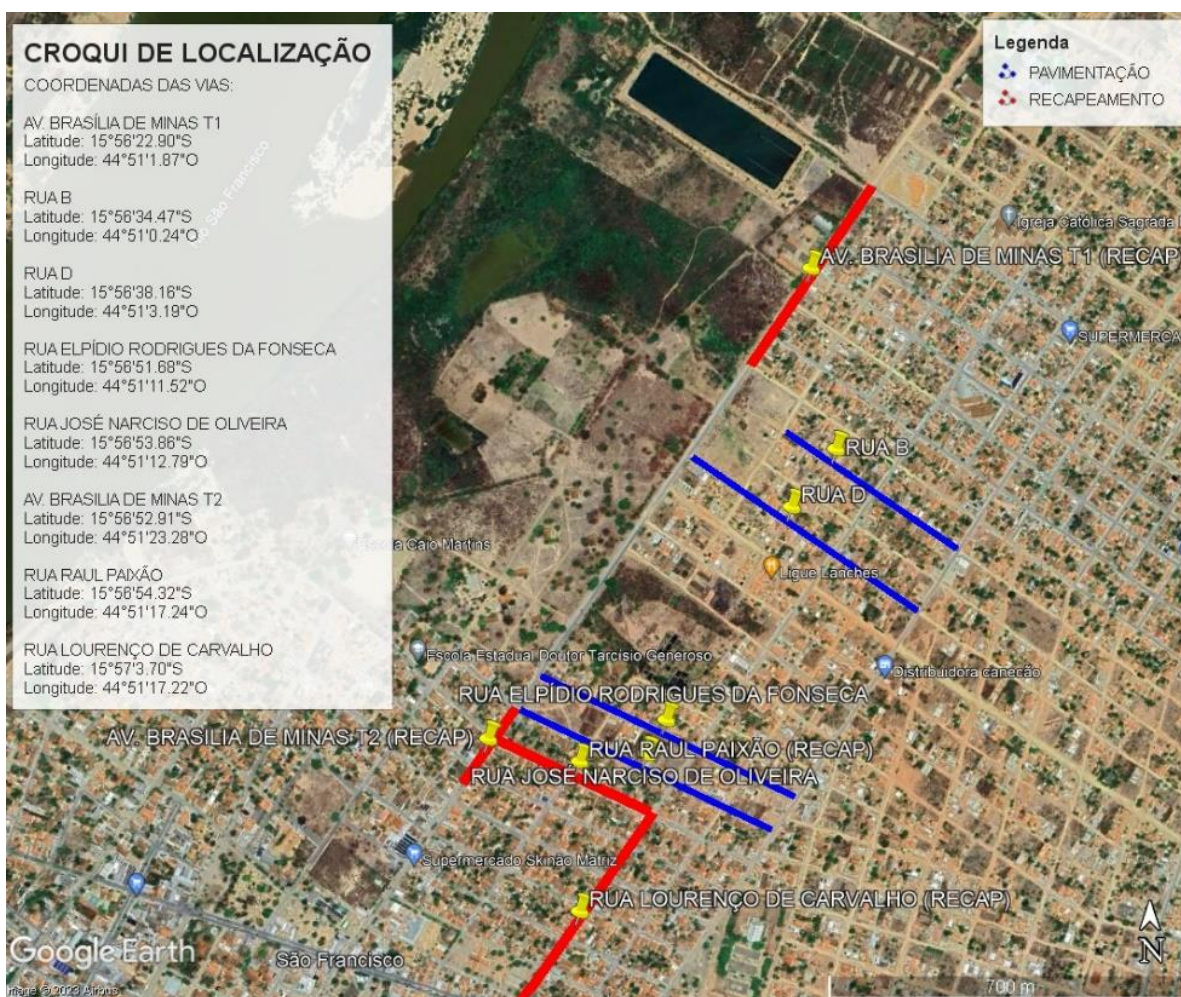 CROQUI DE LOCALIZAÇÃO
COORDENADAS DAS VIAS:
AV. BRASÍLIA DE MINAS T1
Latitude: 15°56'22.90"S
Longitude: 44°51'1.87"O
RUA B
Latitude: 15°56'34.47"S
Longitude: 44°51'0.24"O
RUA D
Latitude: 15°56'38.16"S
Longitude: 44°51'3.19"O
RUA ELPÍDIO RODRIGUES DA FONSECA
Latitude: 15°56'51.68"S
Longitude: 44°51'11.52"O
RUA JOSÉ NARCISO DE OLIVEIRA
Latitude: 15°56'53.86"S
Longitude: 44°51'12.79"O
AV. BRASILIA DE MINAS T2
Latitude: 15°56'52.91"S
Longitude: 44°51'23.28"O
RUA RAUL PAIXÃO
Latitude: 15°56'54.32"S
Longitude: 44°51'17.24"O
RUA LOURENÇO DE CARVALHO
Latitude: 15°57'3.70"S
Longitude: 44°51'17.22"O
Legenda
PAVIMENTAÇÃO
RECAPEAMENTO
Rio São Francisco
Igreja Católica Sagrada
AV. BRASILIA DE MINAS T1 (RECAP)
SUPERMERCA
RUA B
RUA D
Escola Caio Martins
Ligue Lanches
Escola Estadual Doutor Tarcísio Generoso
Distribuidora canecão
RUA ELPÍDIO RODRIGUES DA FONSECA
AV. BRASILIA DE MINAS T2 (RECAP)
RUA RAUL PAIXÃO (RECAP)
RUA JOSÉ NARCISO DE OLIVEIRA
Supermercado Skinão Matriz
RUA LOURENÇO DE CARVALHO (RECAP)
Google Earth
São Francisco
Image © 2023 Airbus
700 m
N